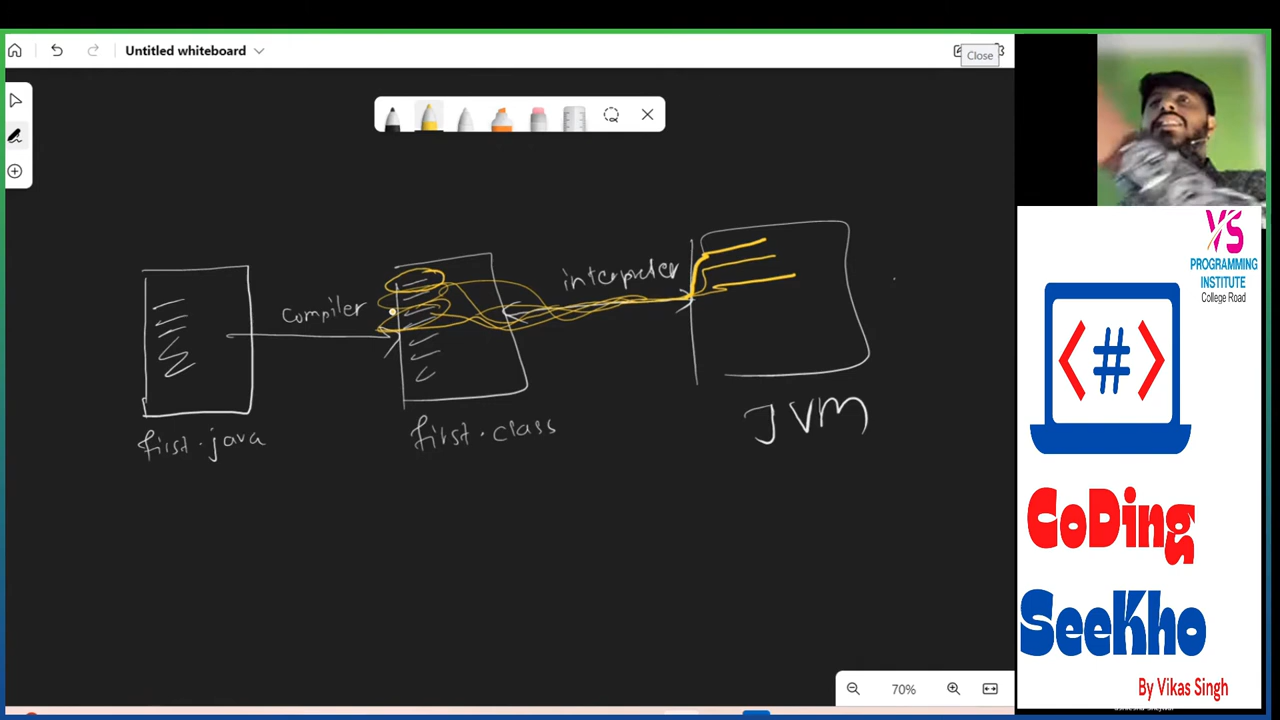 Untitled whiteboard
Close
interpreter
compiler
first.java
first.class
JVM
70%
VS
PROGRAMMING
INSTITUTE
College Road
<#>
CoDing
SeeKho
By Vikas Singh